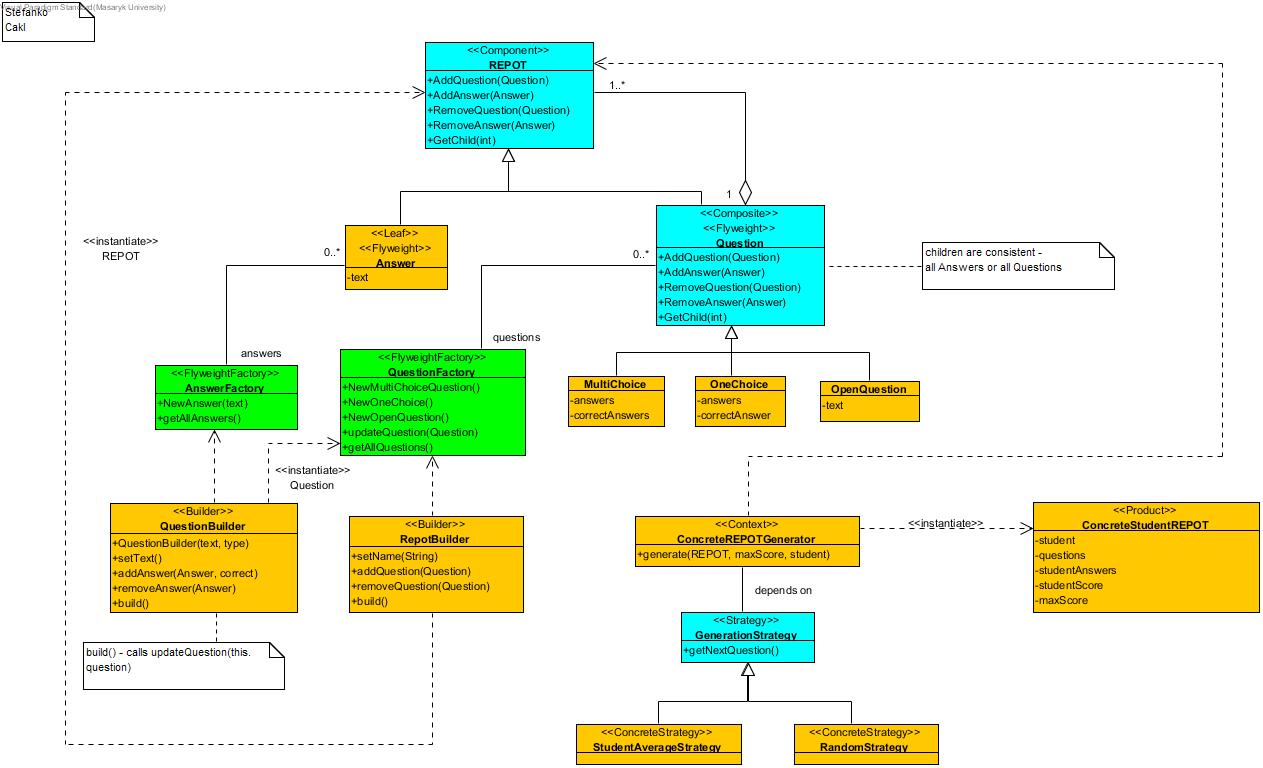 Visual Paradigm Standard(Masaryk University)
Stefanko
Cakl
<<Component>>
REPOT
+AddQuestion(Question)
+AddAnswer(Answer)
+RemoveQuestion(Question)
+RemoveAnswer(Answer)
+GetChild(int)
1..*
1
<<instantiate>>
REPOT
<<Leaf>>
<<Flyweight>>
Answer
-text
0..*
<<Composite>>
<<Flyweight>>
Question
+AddQuestion(Question)
+AddAnswer(Answer)
+RemoveQuestion(Question)
+RemoveAnswer(Answer)
+GetChild(int)
0..*
children are consistent -
all Answers or all Questions
answers
questions
<<FlyweightFactory>>
AnswerFactory
+NewAnswer(text)
+getAllAnswers()
<<FlyweightFactory>>
QuestionFactory
+NewMultiChoiceQuestion()
+NewOneChoice()
+NewOpenQuestion()
+updateQuestion(Question)
+getAllQuestions()
MultiChoice
-answers
-correctAnswers
OneChoice
-answers
-correctAnswer
OpenQuestion
-text
<<instantiate>>
Question
<<Builder>>
QuestionBuilder
+QuestionBuilder(text, type)
+setText()
+addAnswer(Answer, correct)
+removeAnswer(Answer)
+build()
<<Builder>>
RepotBuilder
+setName(String)
+addQuestion(Question)
+removeQuestion(Question)
+build()
<<Context>>
ConcreteREPOTGenerator
+generate(REPOT, maxScore, student)
<<instantiate>>
<<Product>>
ConcreteStudentREPOT
-student
-questions
-studentAnswers
-studentScore
-maxScore
depends on
<<Strategy>>
GenerationStrategy
+getNextQuestion()
build() - calls updateQuestion(this.
question)
<<ConcreteStrategy>>
StudentAverageStrategy
<<ConcreteStrategy>>
RandomStrategy